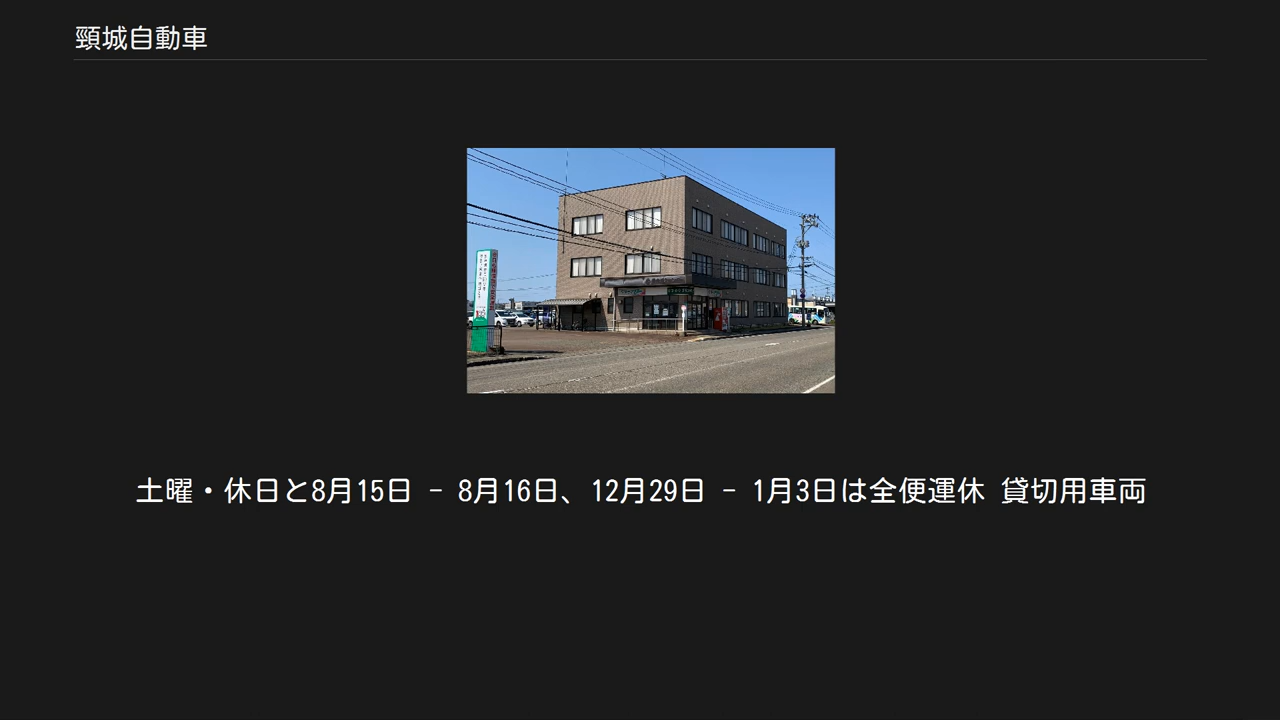 頸城自動車
土曜・休日と8月15日 - 8月16日、12月29日 - 1月3日は全便運休 貸切用車両